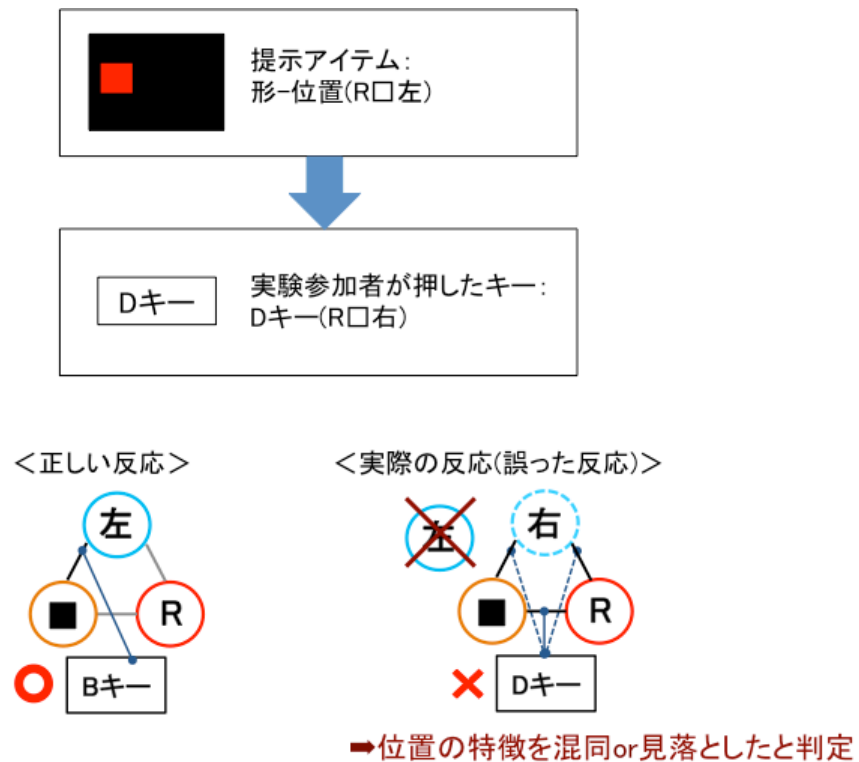 提示アイテム:
形-位置(R□左)
Dキー
実験参加者が押したキー:
Dキー(R□右)
＜正しい反応＞
＜実際の反応(誤った反応)＞
左
■
R
Bキー
左
右
■
R
Dキー
➡位置の特徴を混同or見落としたと判定